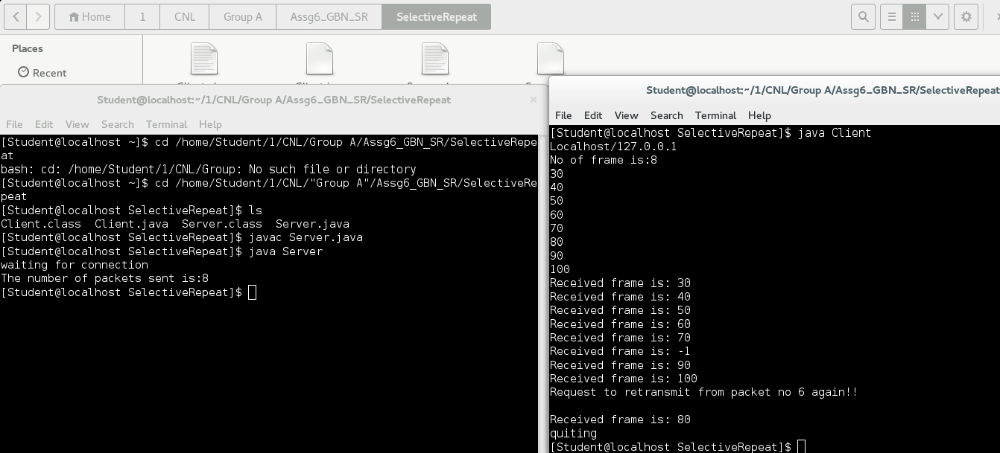 Home
1
CNL
Group A
Assg6_GBN_SR
SelectiveRepeat
Places
Recent
Student@localhost:~/1/CNL/Group A/Assg6_GBN_SR/SelectiveRepeat
File Edit View Search Terminal Help
[Student@localhost ~]$ cd /home/Student/1/CNL/Group A/Assg6_GBN_SR/SelectiveRepe
at
bash: cd: /home/Student/1/CNL/Group: No such file or directory
[Student@localhost ~]$ cd /home/Student/1/CNL/"Group A"/Assg6_GBN_SR/SelectiveRe
peat
[Student@localhost SelectiveRepeat]$ ls
Client.class  Client.java  Server.class  Server.java
[Student@localhost SelectiveRepeat]$ javac Server.java
[Student@localhost SelectiveRepeat]$ java Server
waiting for connection
The number of packets sent is:8
[Student@localhost SelectiveRepeat]$
Student@localhost:~/1/CNL/Group A/Assg6_GBN_SR/SelectiveRepeat
File Edit View Search Terminal Help
[Student@localhost SelectiveRepeat]$ java Client
Localhost/127.0.0.1
No of frame is:8
30
40
50
60
70
80
90
100
Received frame is: 30
Received frame is: 40
Received frame is: 50
Received frame is: 60
Received frame is: 70
Received frame is: -1
Received frame is: 90
Received frame is: 100
Request to retransmit from packet no 6 again!!
Received frame is: 80
quiting
[Student@localhost SelectiveRepeat]$